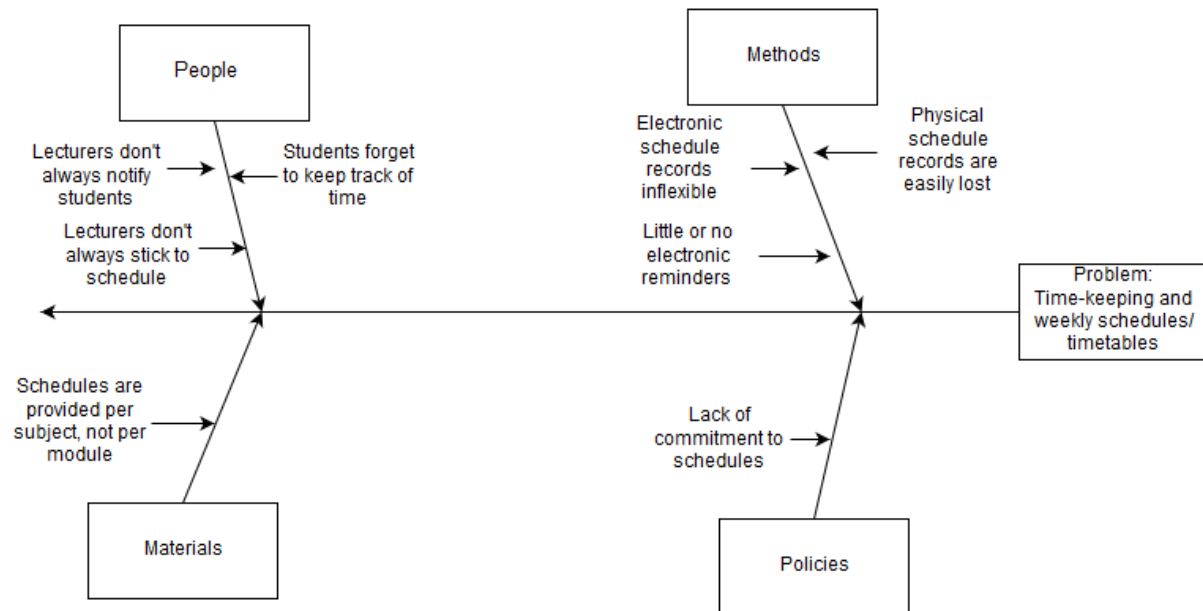 People
Methods
Lecturers don't
always notify
students
Students forget
to keep track of
time
Lecturers don't
always stick to
schedule
Electronic
schedule
records
inflexible
Physical
schedule
records are
easily lost
Little or no
electronic
reminders
Problem:
Time-keeping and
weekly schedules/
timetables
Schedules are
provided per
subject, not per
module
Lack of
commitment to
schedules
Materials
Policies